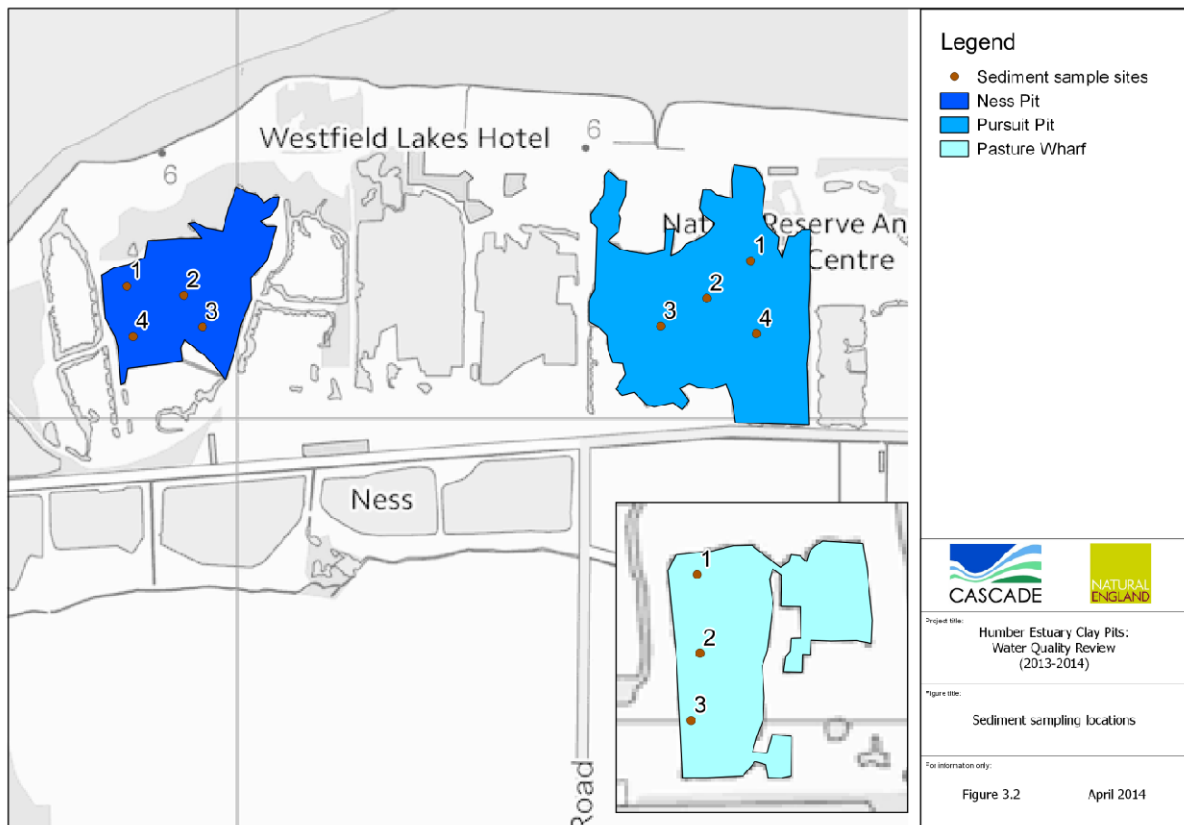 Westfield Lakes Hotel
6
6
Nat
Reserve An
Centre
1
2
3
4
1
2
3
4
Ness
Road
1
2
3
Legend
Sediment sample sites
Ness Pit
Pursuit Pit
Pasture Wharf
CASCADE
NATURAL
ENGLAND
Project title:
Humber Estuary Clay Pits:
Water Quality Review
(2013-2014)
Figure title:
Sediment sampling locations
For information only:
Figure 3.2 April 2014